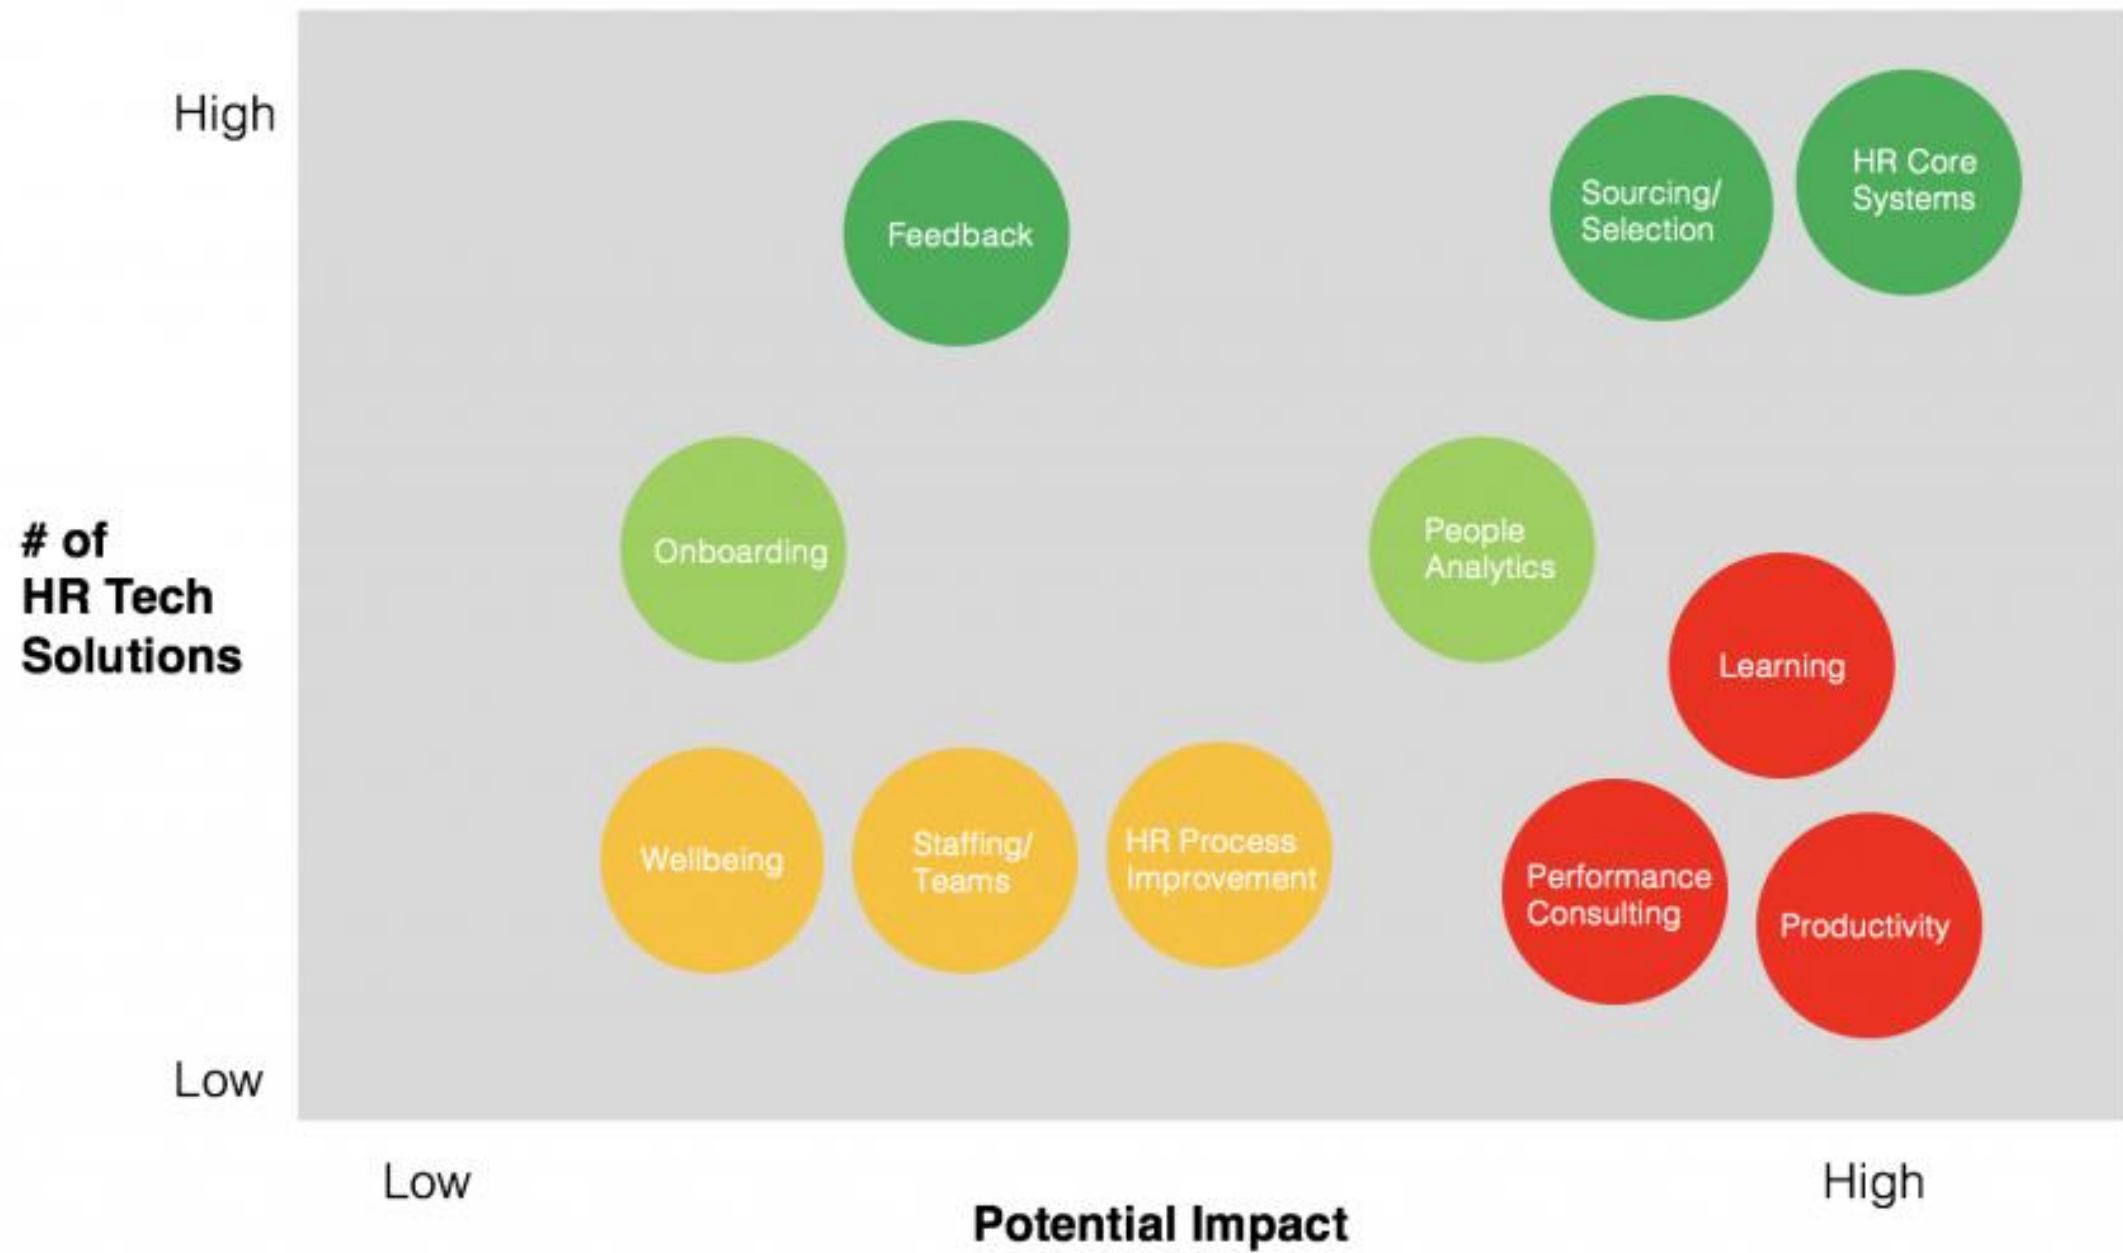 High
Feedback
Sourcing/
Selection
HR Core
Systems
# of
HR Tech
Solutions
Onboarding
People
Analytics
Learning
Wellbeing
Staffing/
Teams
HR Process
Improvement
Performance
Consulting
Productivity
Low
Low
High
Potential Impact